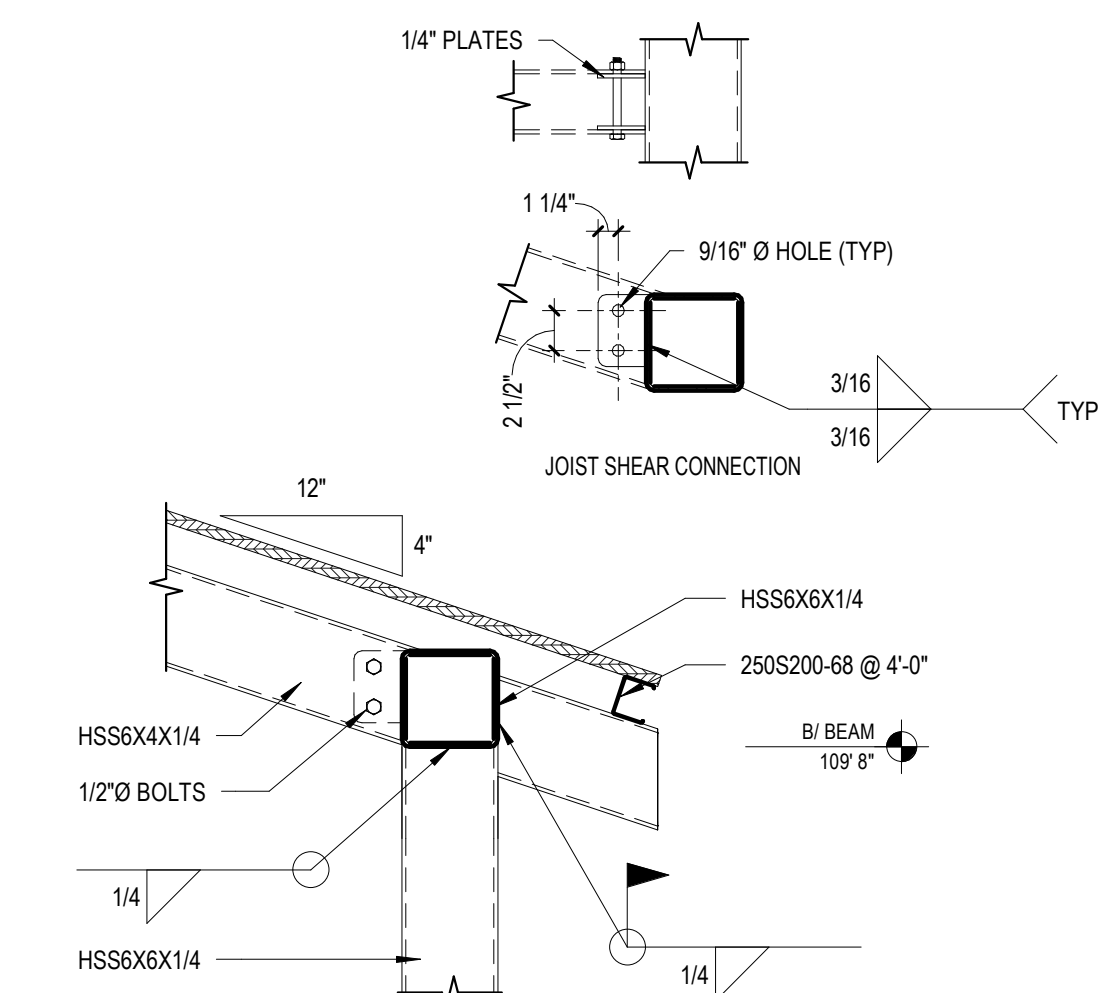 1/4" PLATES
1 1/4"
9/16" Ø HOLE (TYP)
2 1/2"
3/16
3/16
TYP
JOIST SHEAR CONNECTION
12"
4"
HSS6X6X1/4
250S200-68 @ 4'-0"
B/ BEAM
109' 8"
HSS6X4X1/4
1/2"Ø BOLTS
1/4
HSS6X6X1/4
1/4